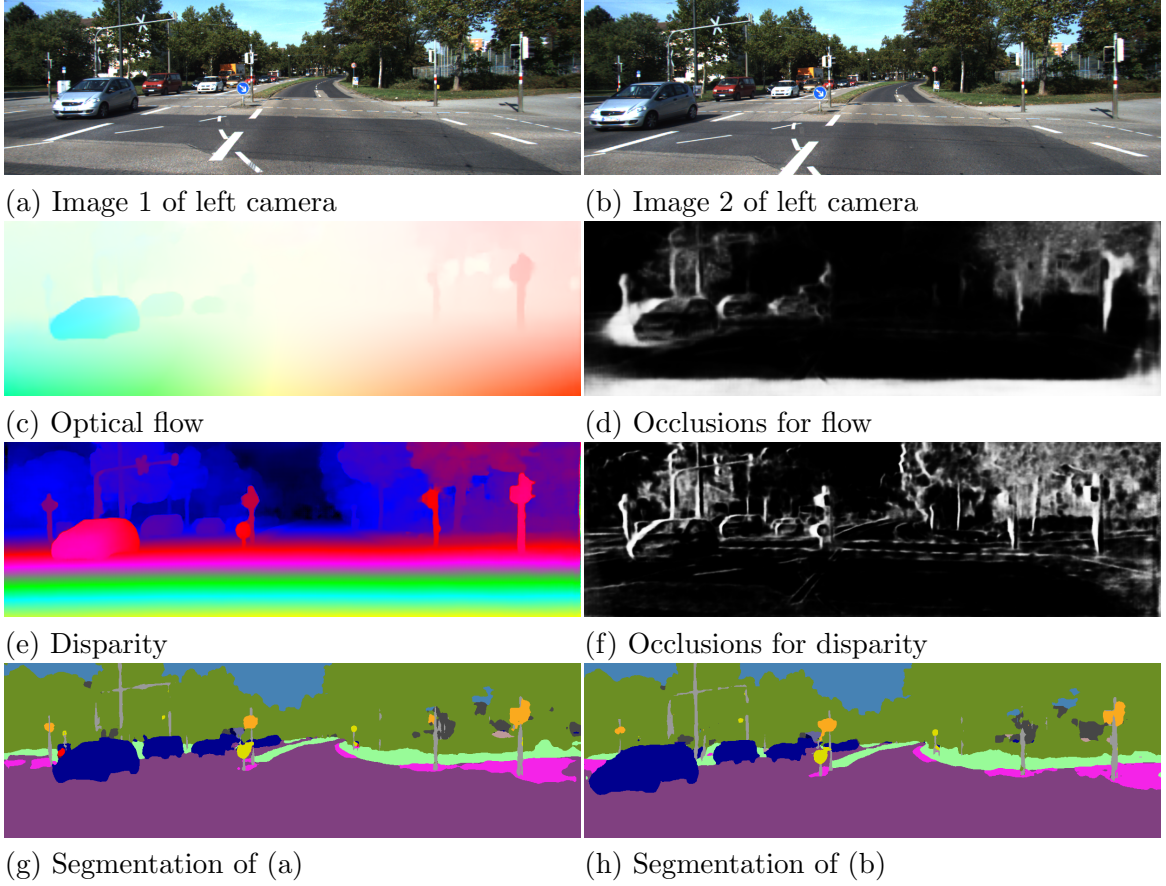 (a) Image 1 of left camera
(b) Image 2 of left camera
(c) Optical flow
(d) Occlusions for flow
(e) Disparity
(f) Occlusions for disparity
(g) Segmentation of (a)
(h) Segmentation of (b)